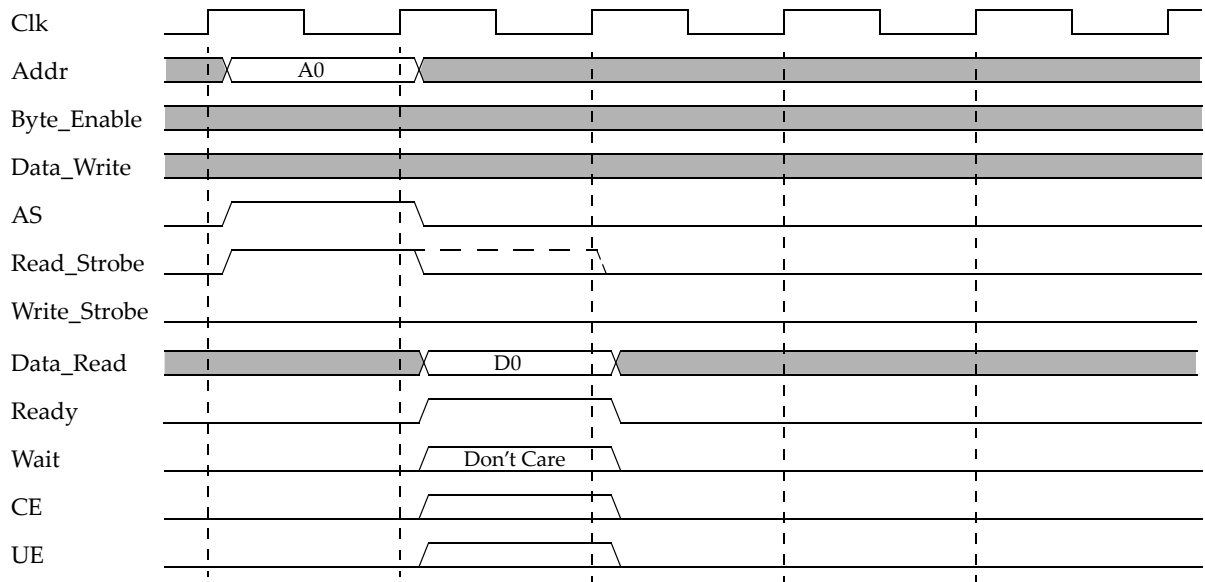 Clk
Addr A0
Byte_Enable
Data_Write
AS
Read_Strobe
Write_Strobe
Data_Read D0
Ready
Wait Don't Care
CE
UE